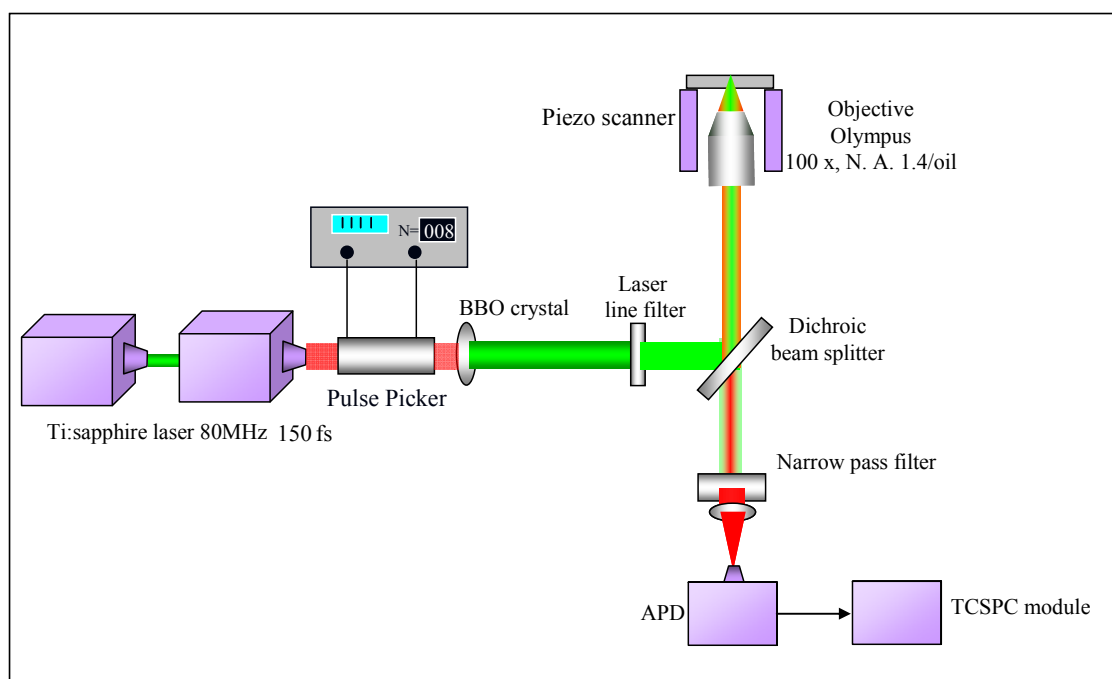 Piezo scanner
Objective
Olympus
100 x, N. A. 1.4/oil
N= 008
BBO crystal
Laser
line filter
Dichroic
beam splitter
Pulse Picker
Ti:sapphire laser 80MHz 150 fs
Narrow pass filter
APD
TCSPC module